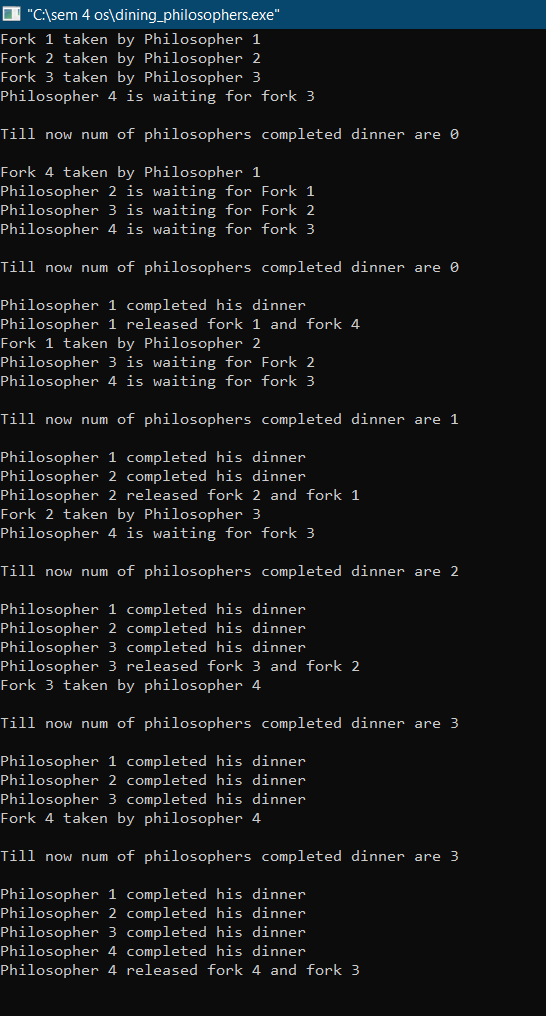 "C:\sem 4 os\dining_philosophers.exe"
Fork 1 taken by Philosopher 1
Fork 2 taken by Philosopher 2
Fork 3 taken by Philosopher 3
Philosopher 4 is waiting for fork 3
Till now num of philosophers completed dinner are 0
Fork 4 taken by Philosopher 1
Philosopher 2 is waiting for Fork 1
Philosopher 3 is waiting for Fork 2
Philosopher 4 is waiting for fork 3
Till now num of philosophers completed dinner are 0
Philosopher 1 completed his dinner
Philosopher 1 released fork 1 and fork 4
Fork 1 taken by Philosopher 2
Philosopher 3 is waiting for Fork 2
Philosopher 4 is waiting for fork 3
Till now num of philosophers completed dinner are 1
Philosopher 1 completed his dinner
Philosopher 2 completed his dinner
Philosopher 2 released fork 2 and fork 1
Fork 2 taken by Philosopher 3
Philosopher 4 is waiting for fork 3
Till now num of philosophers completed dinner are 2
Philosopher 1 completed his dinner
Philosopher 2 completed his dinner
Philosopher 3 completed his dinner
Philosopher 3 released fork 3 and fork 2
Fork 3 taken by philosopher 4
Till now num of philosophers completed dinner are 3
Philosopher 1 completed his dinner
Philosopher 2 completed his dinner
Philosopher 3 completed his dinner
Fork 4 taken by philosopher 4
Till now num of philosophers completed dinner are 3
Philosopher 1 completed his dinner
Philosopher 2 completed his dinner
Philosopher 3 completed his dinner
Philosopher 4 completed his dinner
Philosopher 4 released fork 4 and fork 3